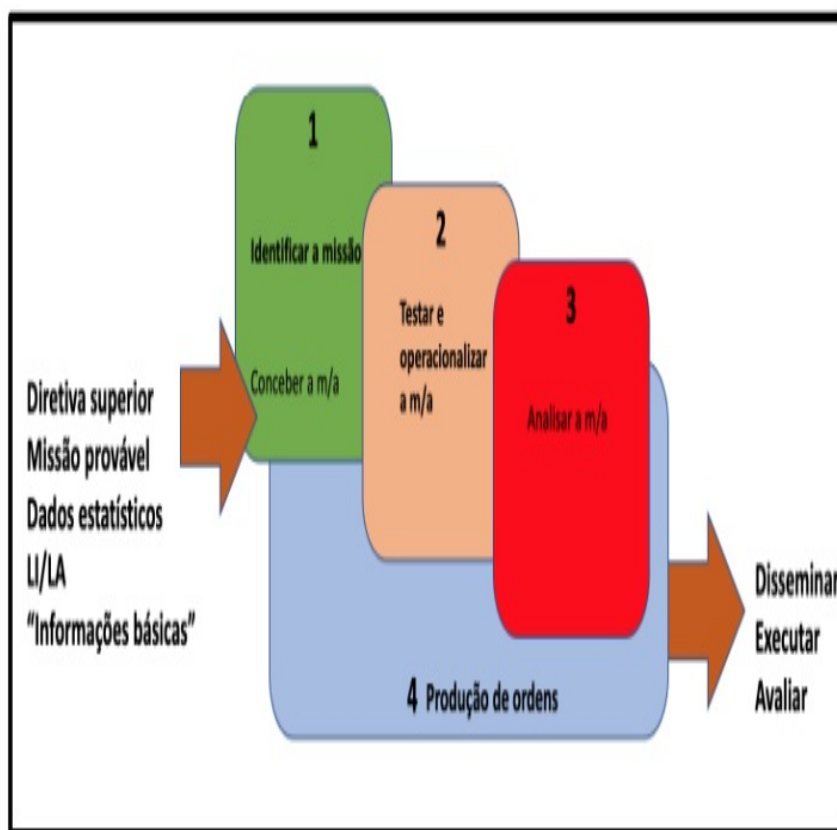 1
Identificar a missão
Conceber a m/a
2
Testar e
operacionalizar
a m/a
3
Analisar a m/a
Diretiva superior
Missão provável
Dados estatísticos
LI/LA
“Informações básicas”
4 Produção de ordens
Disseminar
Executar
Avaliar